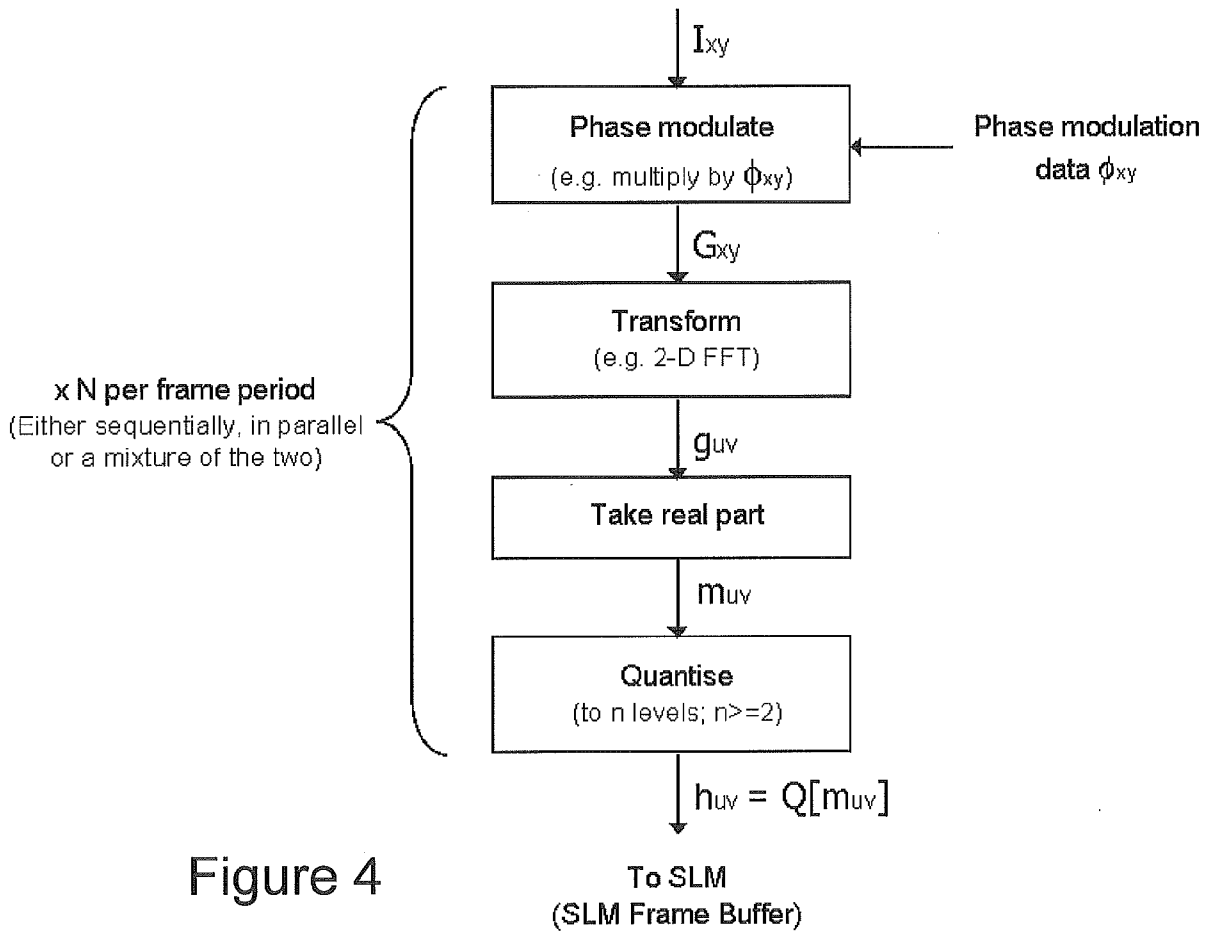 Ixy
Phase modulate
(e.g. multiply by ϕxy)
Phase modulation
data ϕxy
Gxy
Transform
(e.g. 2-D FFT)
x N per frame period
(Either sequentially, in parallel
or a mixture of the two)
guv
Take real part
muv
Quantise
(to n levels; n>=2)
huv = Q[muv]
Figure 4
To SLM
(SLM Frame Buffer)